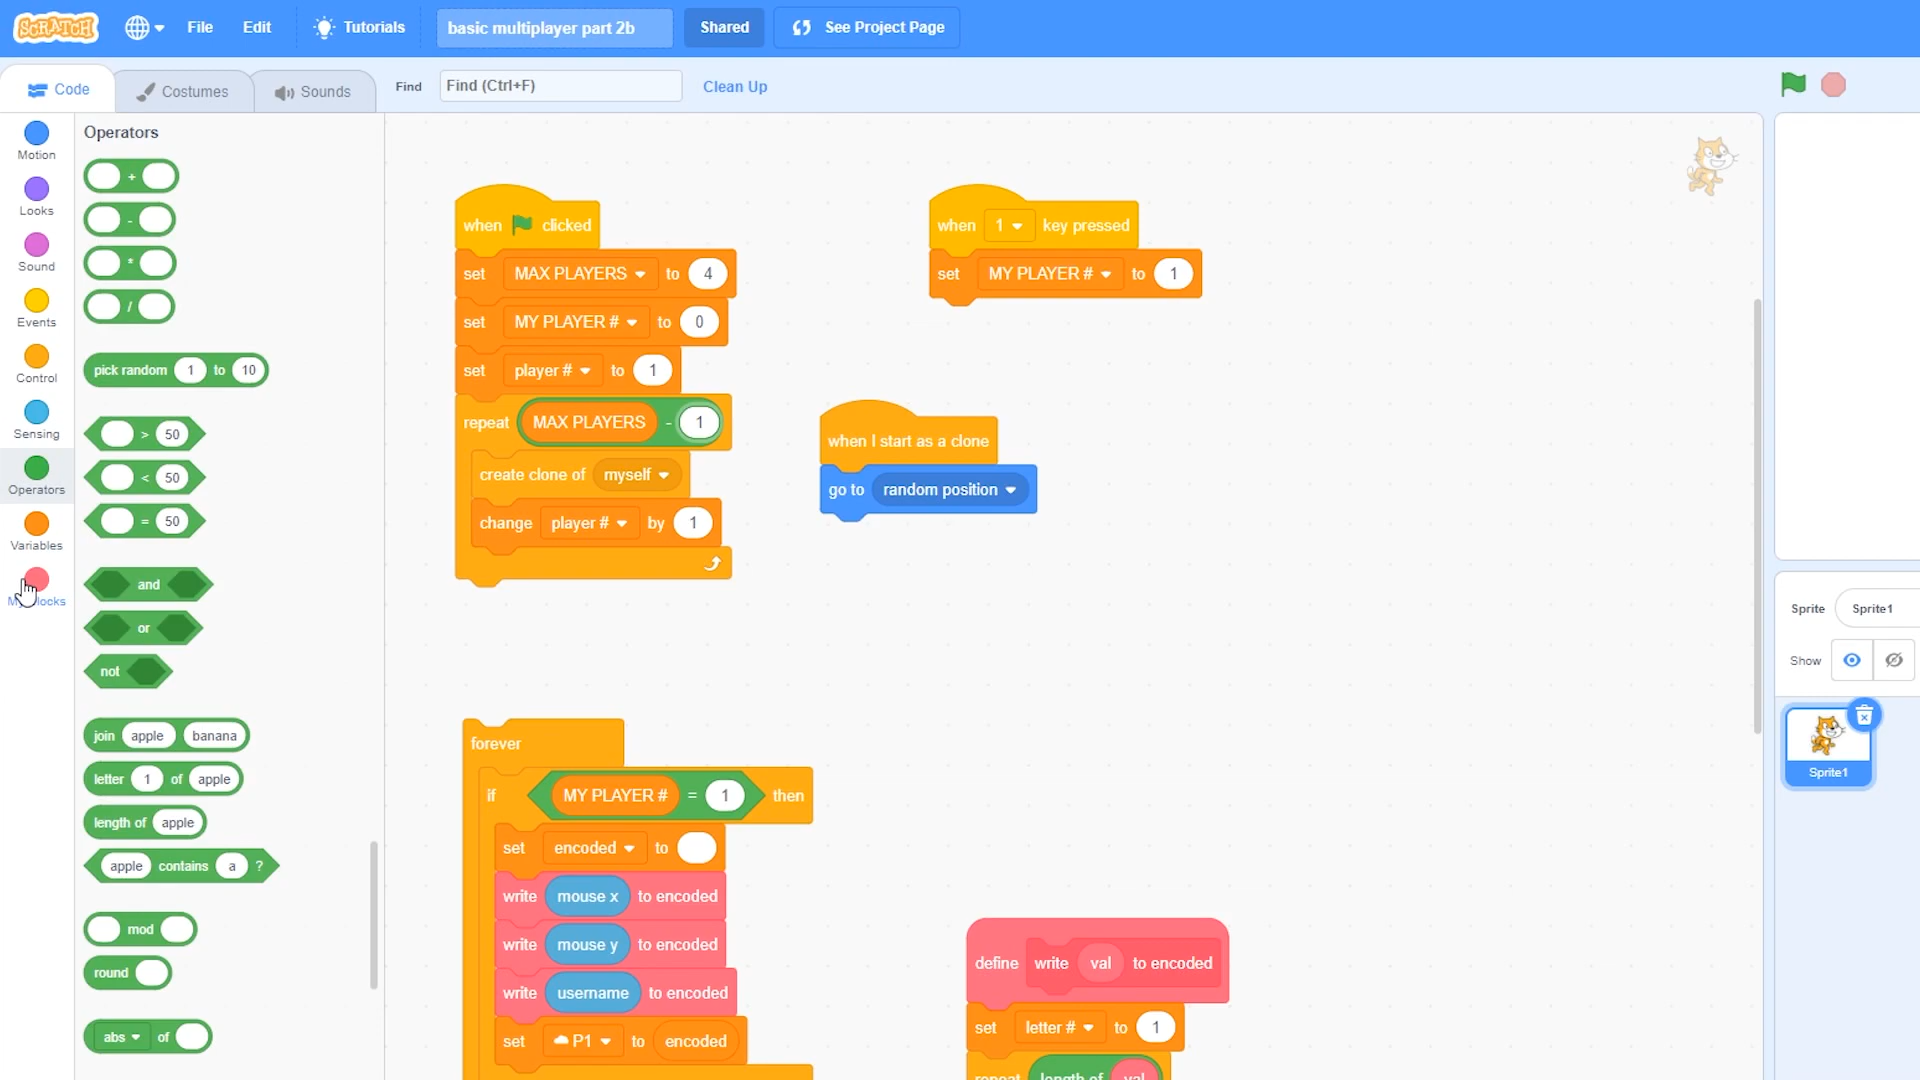 SCRATCH File Edit Tutorials basic multiplayer part 2b Shared See Project Page
Code Costumes Sounds Find Find (Ctrl+F) Clean Up
Motion
Looks
Sound
Events
Control
Sensing
Operators
Variables
Operators
+
-
*
/
pick random 1 to 10
> 50
< 50
= 50
and
or
not
join apple banana
letter 1 of apple
length of apple
apple contains a ?
mod
round
abs of
when clicked
set MAX PLAYERS to 4
set MY PLAYER # to 0
set player # to 1
repeat MAX PLAYERS - 1
create clone of myself
change player # by 1
when 1 key pressed
set MY PLAYER # to 1
when I start as a clone
go to random position
forever
if MY PLAYER # = 1 then
set encoded to
write mouse x to encoded
write mouse y to encoded
write username to encoded
set P1 to encoded
define write val to encoded
set letter # to 1
repeat length of val
Sprite Sprite1
Show
Sprite1